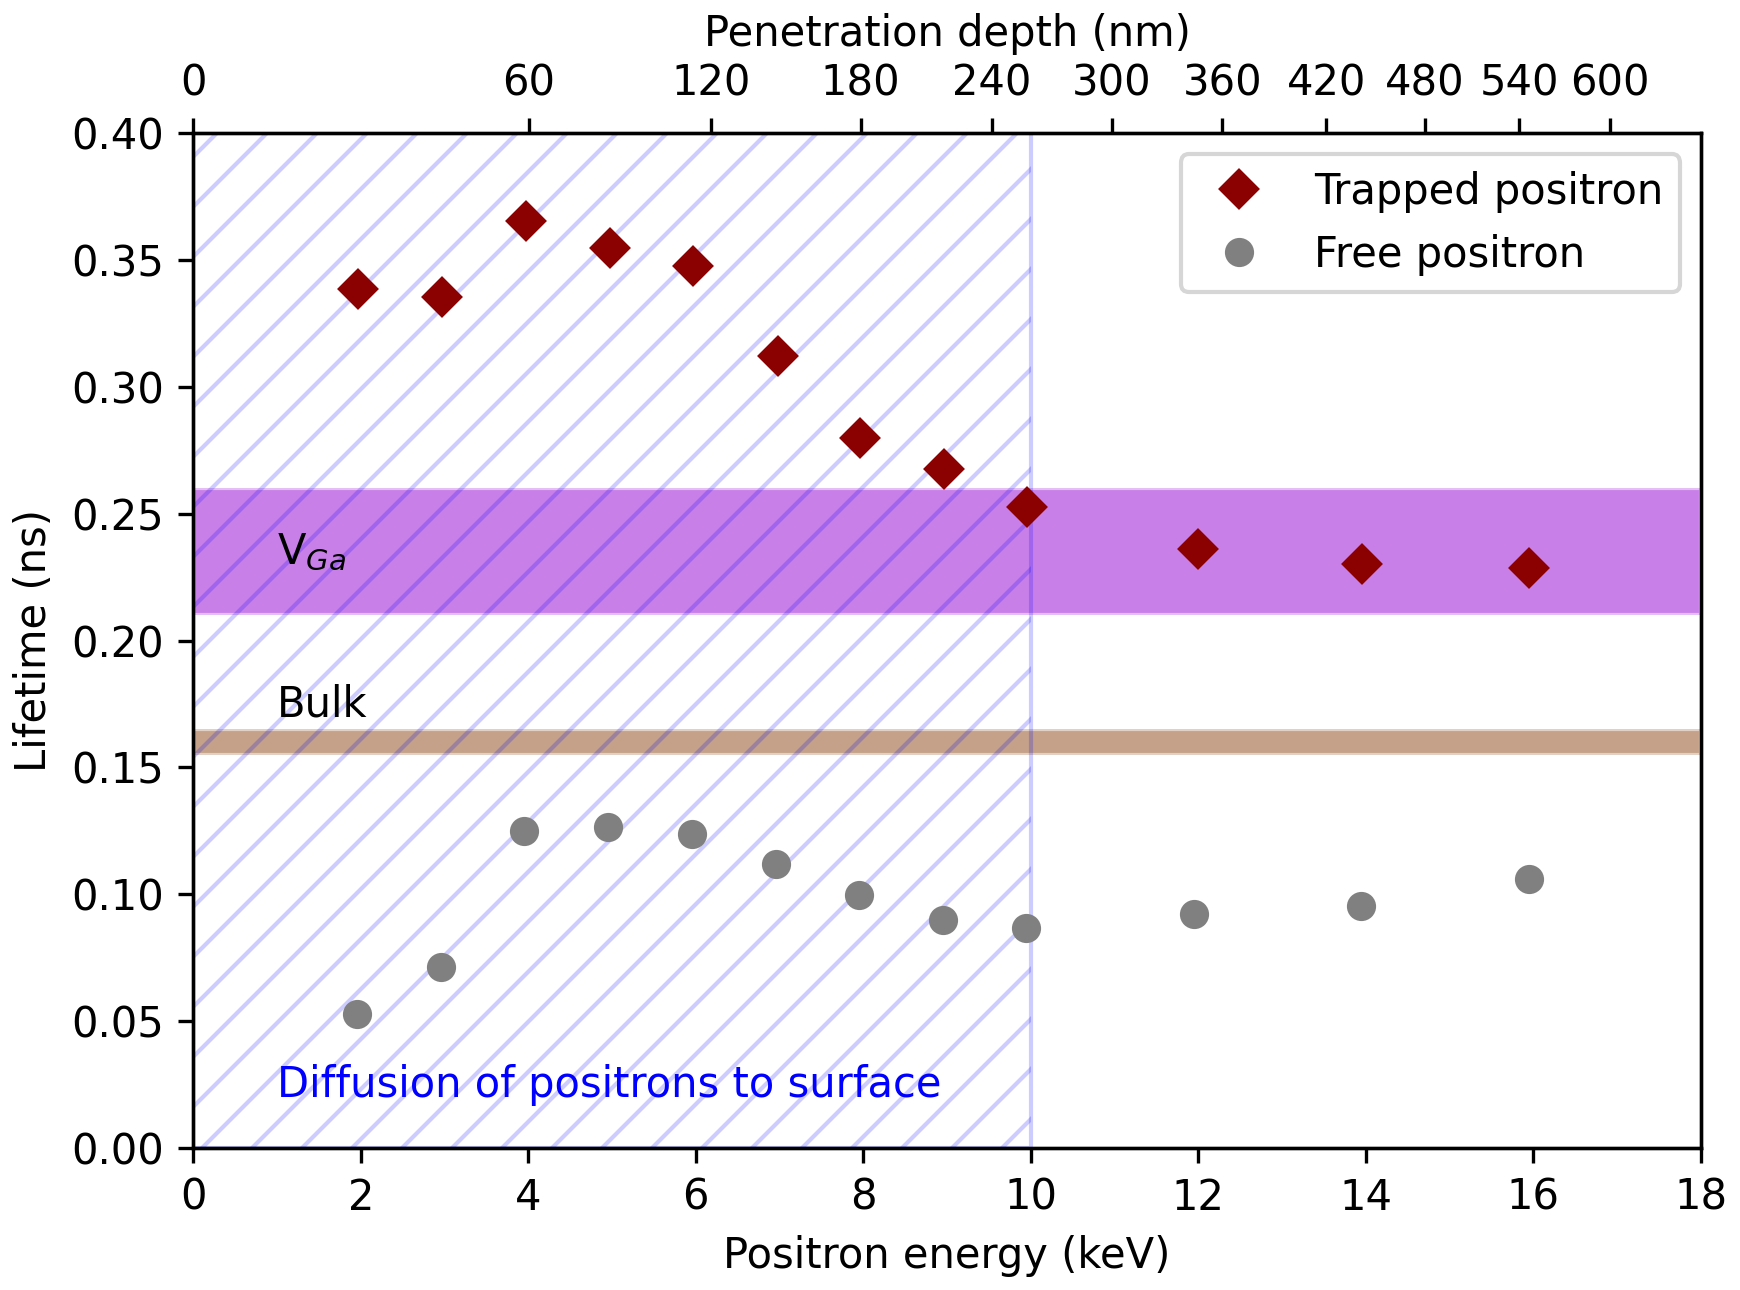 Penetration depth (nm)
0 60 120 180 240 300 360 420 480 540 600
0.40
0.35
0.30
0.25
0.20
0.15
0.10
0.05
0.00
Lifetime (ns)
Trapped positron
Free positron
V_{Ga}
Bulk
Diffusion of positrons to surface
0 2 4 6 8 10 12 14 16 18
Positron energy (keV)